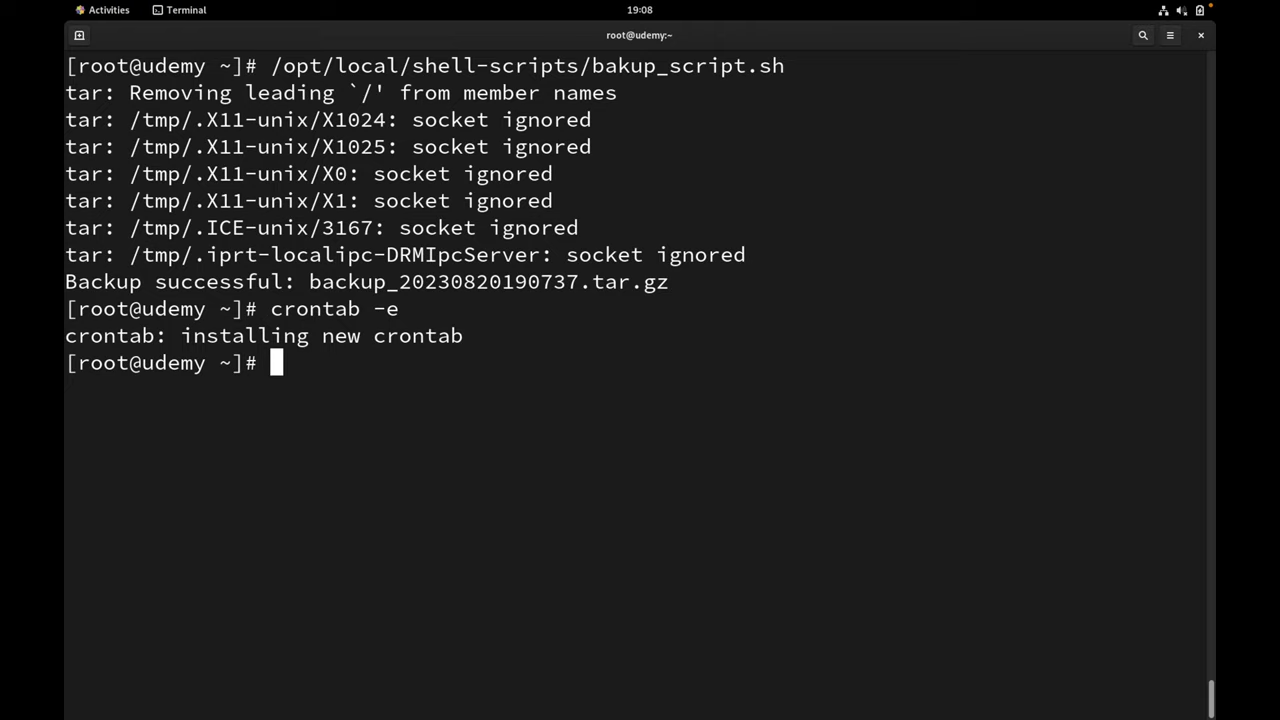 Activities Terminal 19:08
root@udemy:~
[root@udemy ~]# /opt/local/shell-scripts/bakup_script.sh
tar: Removing leading `/' from member names
tar: /tmp/.X11-unix/X1024: socket ignored
tar: /tmp/.X11-unix/X1025: socket ignored
tar: /tmp/.X11-unix/X0: socket ignored
tar: /tmp/.X11-unix/X1: socket ignored
tar: /tmp/.ICE-unix/3167: socket ignored
tar: /tmp/.iprt-localipc-DRMIpcServer: socket ignored
Backup successful: backup_20230820190737.tar.gz
[root@udemy ~]# crontab -e
crontab: installing new crontab
[root@udemy ~]#